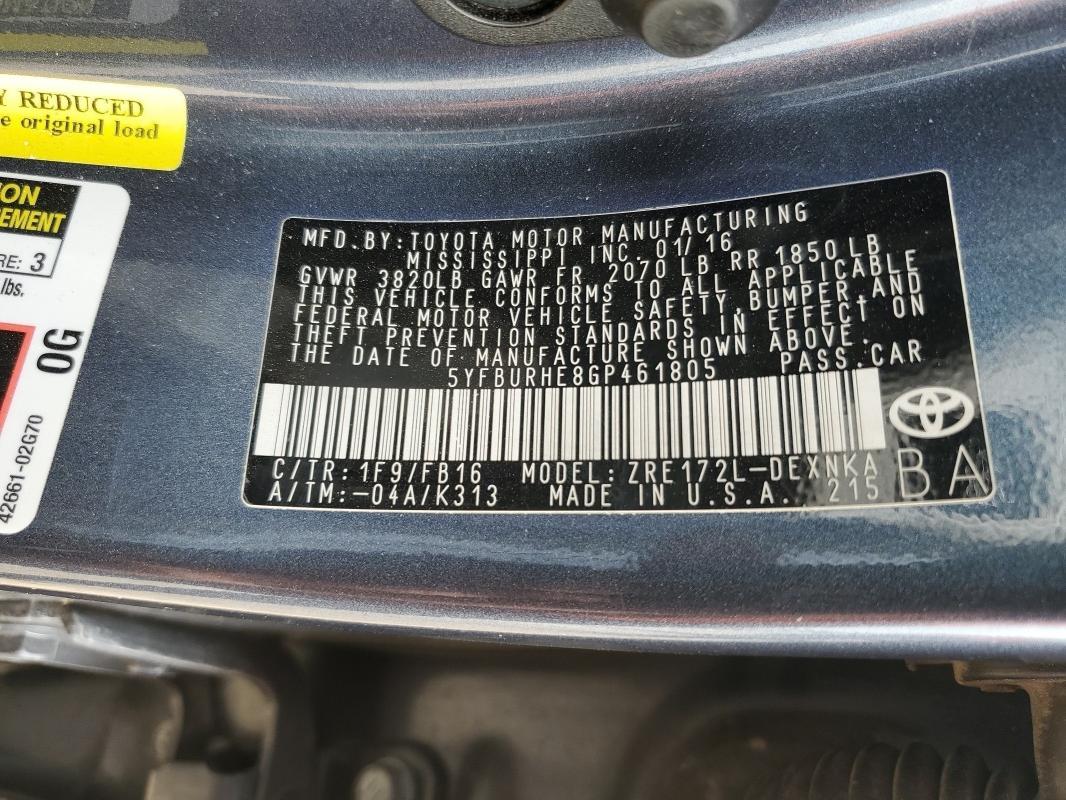 Y REDUCED
e original load
ION
EMENT
RE: 3
lbs.
OG
42661-02G70
MFD.BY:TOYOTA MOTOR MANUFACTURING
MISSISSIPPI INC. 01/16
GVWR 3820LB GAWR FR 2070 LB RR 1850 LB
THIS VEHICLE CONFORMS TO ALL APPLICABLE
FEDERAL MOTOR VEHICLE SAFETY,BUMPER,AND
THEFT PREVENTION STANDARDS IN EFFECT ON
THE DATE OF MANUFACTURE SHOWN ABOVE.
5YFBURHE8GP461805 PASS.CAR
C/TR:1F9/FB16 MODEL:ZRE172L-DEXNKA
A/TM:-04A/K313 MADE IN U.S.A. 215
BA